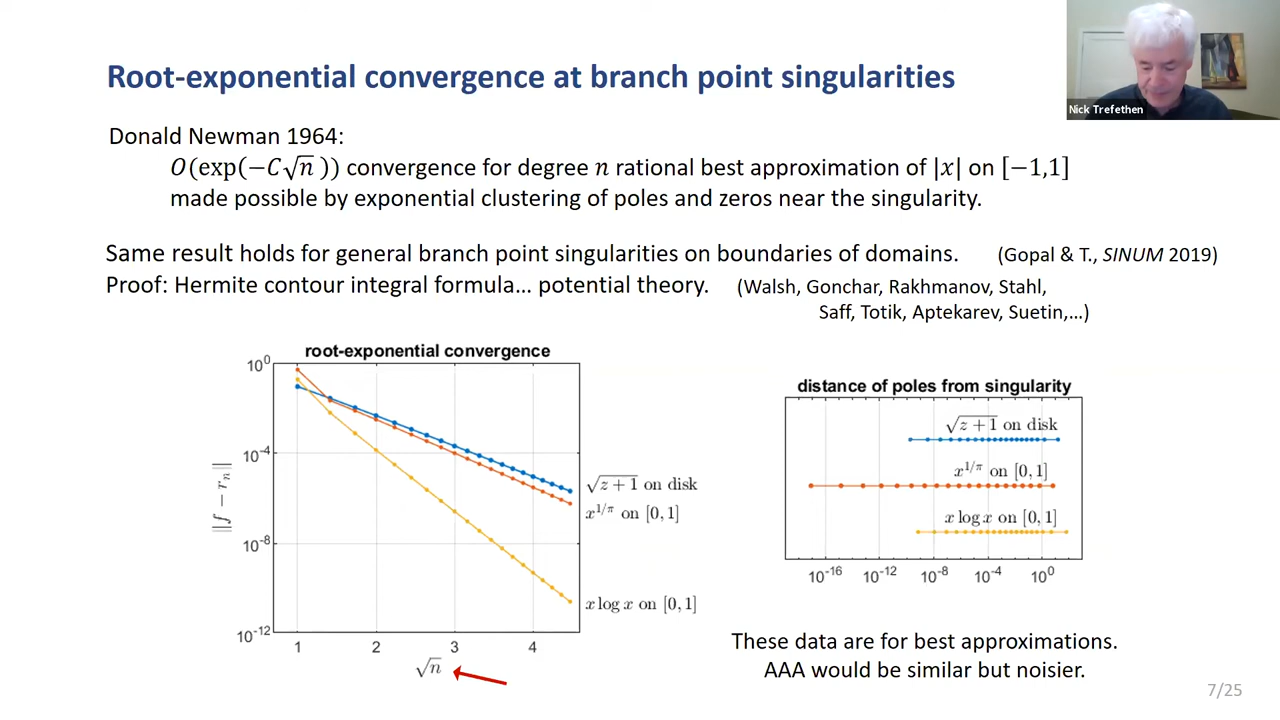 Root-exponential convergence at branch point singularities
Nick Trefethen
Donald Newman 1964:
O(exp(−C√n)) convergence for degree n rational best approximation of |x| on [−1,1]
made possible by exponential clustering of poles and zeros near the singularity.
Same result holds for general branch point singularities on boundaries of domains. (Gopal & T., SINUM 2019)
Proof: Hermite contour integral formula... potential theory. (Walsh, Gonchar, Rakhmanov, Stahl,
Saff, Totik, Aptekarev, Suetin,...)
root-exponential convergence
10^0
10^-4
10^-8
10^-12
‖f − r_n‖
1 2 3 4
√n
√z+1 on disk
x^1/π on [0,1]
x log x on [0,1]
distance of poles from singularity
√z+1 on disk
x^1/π on [0,1]
x log x on [0,1]
10^-16 10^-12 10^-8 10^-4 10^0
These data are for best approximations.
AAA would be similar but noisier.
7/25